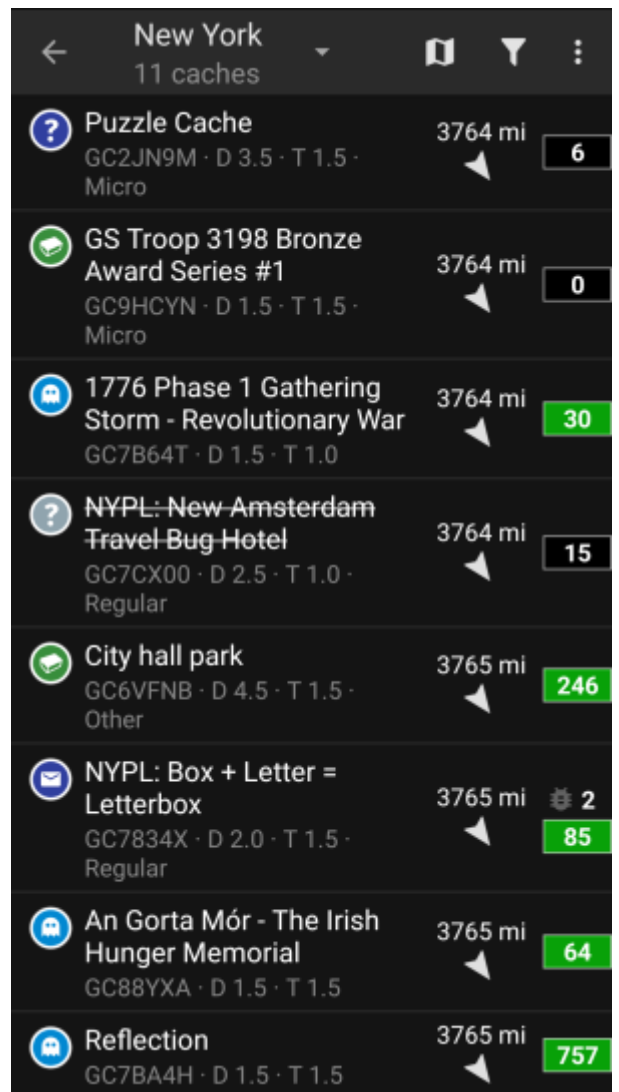 New York
11 caches
Puzzle Cache
GC2JN9M · D 3.5 · T 1.5 ·
Micro
3764 mi
6
GS Troop 3198 Bronze
Award Series #1
GC9HCYN · D 1.5 · T 1.5 ·
Micro
3764 mi
0
1776 Phase 1 Gathering
Storm - Revolutionary War
GC7B64T · D 1.5 · T 1.0
3764 mi
30
NYPL: New Amsterdam
Travel Bug Hotel
GC7CX00 · D 2.5 · T 1.0 ·
Regular
3764 mi
15
City hall park
GC6VFNB · D 4.5 · T 1.5 ·
Other
3765 mi
246
NYPL: Box + Letter =
Letterbox
GC7834X · D 2.0 · T 1.5 ·
Regular
3765 mi
2
85
An Gorta Mór - The Irish
Hunger Memorial
GC88YXA · D 1.5 · T 1.5
3765 mi
64
Reflection
GC7BA4H · D 1.5 · T 1.5
3765 mi
757